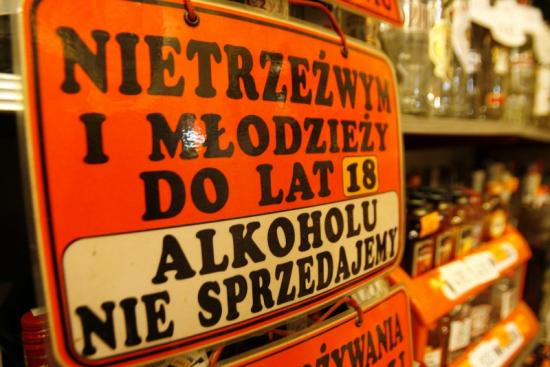 NIETRZEŹWYM
I MŁODZIEŻY
DO LAT 18
ALKOHOLU
NIE SPRZEDAJEMY